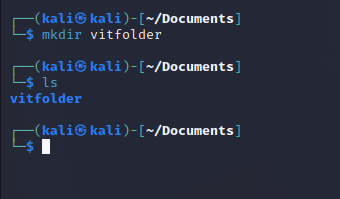 ┌──(kali㉿kali)-[~/Documents]
└─$ mkdir vitfolder
┌──(kali㉿kali)-[~/Documents]
└─$ ls
vitfolder
┌──(kali㉿kali)-[~/Documents]
└─$